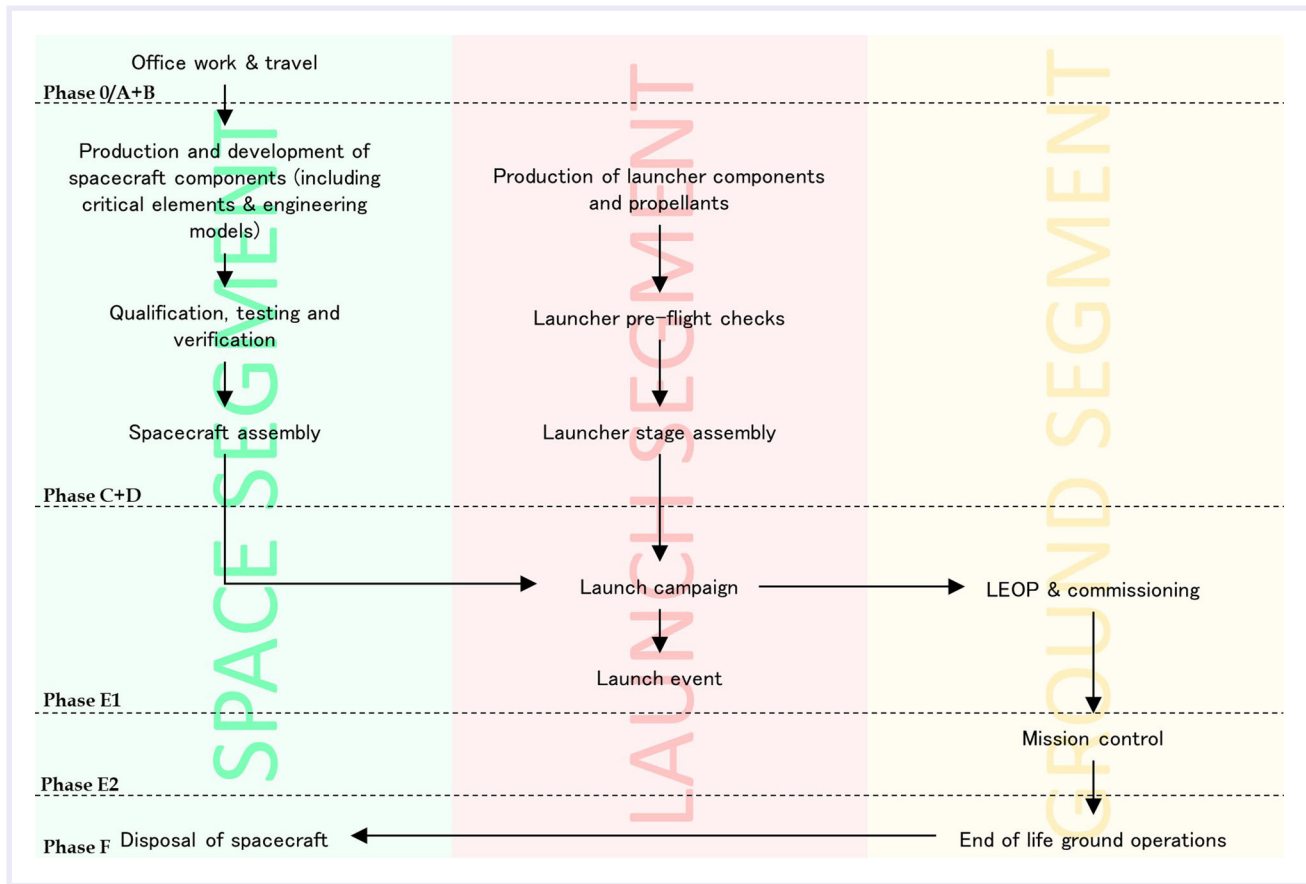 Office work & travel
Phase 0/A+B
Production and development of
spacecraft components (including
critical elements & engineering
models)
Production of launcher components
and propellants
Qualification, testing and
verification
Launcher pre-flight checks
Spacecraft assembly
Launcher stage assembly
Phase C+D
Launch campaign
LEOP & commissioning
Launch event
Phase E1
Mission control
Phase E2
Phase F
Disposal of spacecraft
End of life ground operations
SPACE SEGMENT
LAUNCH SEGMENT
GROUND SEGMENT